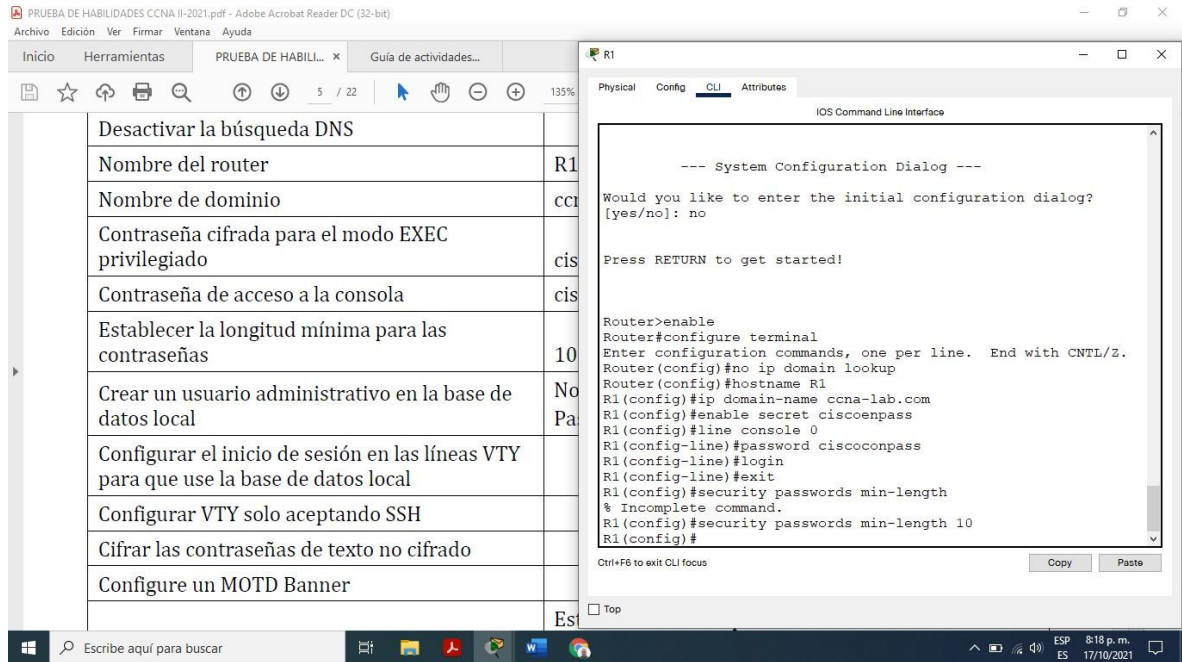 PRUEBA DE HABILIDADES CCNA II-2021.pdf - Adobe Acrobat Reader DC (32-bit)
Archivo Edición Ver Firmar Ventana Ayuda
Inicio Herramientas PRUEBA DE HABILI... × Guía de actividades...
5 / 22 135%
Desactivar la búsqueda DNS
Nombre del router R1
Nombre de dominio
Contraseña cifrada para el modo EXEC
privilegiado cis
Contraseña de acceso a la consola cis
Establecer la longitud mínima para las
contraseñas 10
Crear un usuario administrativo en la base de No
datos local Pa
Configurar el inicio de sesión en las líneas VTY
para que use la base de datos local
Configurar VTY solo aceptando SSH
Cifrar las contraseñas de texto no cifrado
Configure un MOTD Banner
Est
R1
Physical Config CLI Attributes
IOS Command Line Interface
--- System Configuration Dialog ---
Would you like to enter the initial configuration dialog?
[yes/no]: no
Press RETURN to get started!
Router>enable
Router#configure terminal
Enter configuration commands, one per line. End with CNTL/Z.
Router(config)#no ip domain lookup
Router(config)#hostname R1
R1(config)#ip domain-name ccna-lab.com
R1(config)#enable secret ciscoenpass
R1(config)#line console 0
R1(config-line)#password ciscoconpass
R1(config-line)#login
R1(config-line)#exit
R1(config)#security passwords min-length
% Incomplete command.
R1(config)#security passwords min-length 10
R1(config)#
Ctrl+F6 to exit CLI focus Copy Paste
Top
Escribe aquí para buscar
ESP 8:18 p. m.
ES 17/10/2021